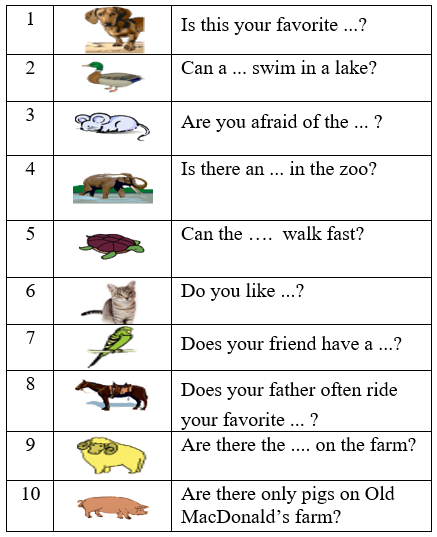 1
Is this your favorite ...?
2
Can a ... swim in a lake?
3
Are you afraid of the ... ?
4
Is there an ... in the zoo?
5
Can the .... walk fast?
6
Do you like ...?
7
Does your friend have a ...?
8
Does your father often ride
your favorite ... ?
9
Are there the .... on the farm?
10
Are there only pigs on Old
MacDonald's farm?